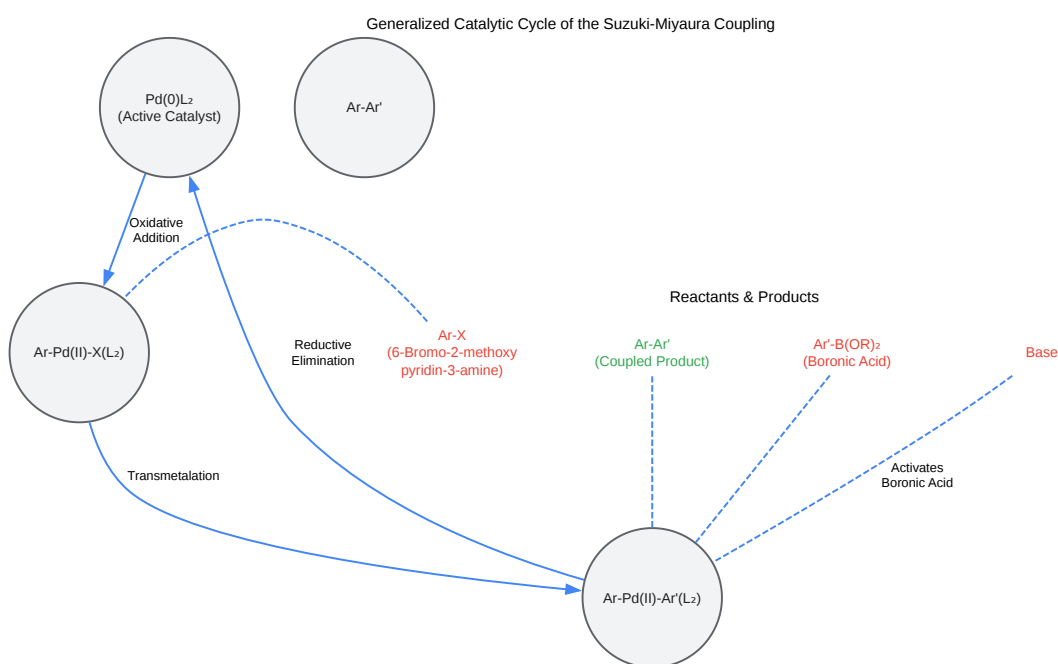 Generalized Catalytic Cycle of the Suzuki-Miyaura Coupling
Pd(0)L₂
(Active Catalyst)
Ar-Ar'
Oxidative
Addition
Reactants & Products
Ar-Pd(II)-X(L₂)
Reductive
Elimination
Ar-X
(6-Bromo-2-methoxy
pyridin-3-amine)
Ar-Ar'
(Coupled Product)
Ar'-B(OR)₂
(Boronic Acid)
Base
Transmetalation
Activates
Boronic Acid
Ar-Pd(II)-Ar'(L₂)